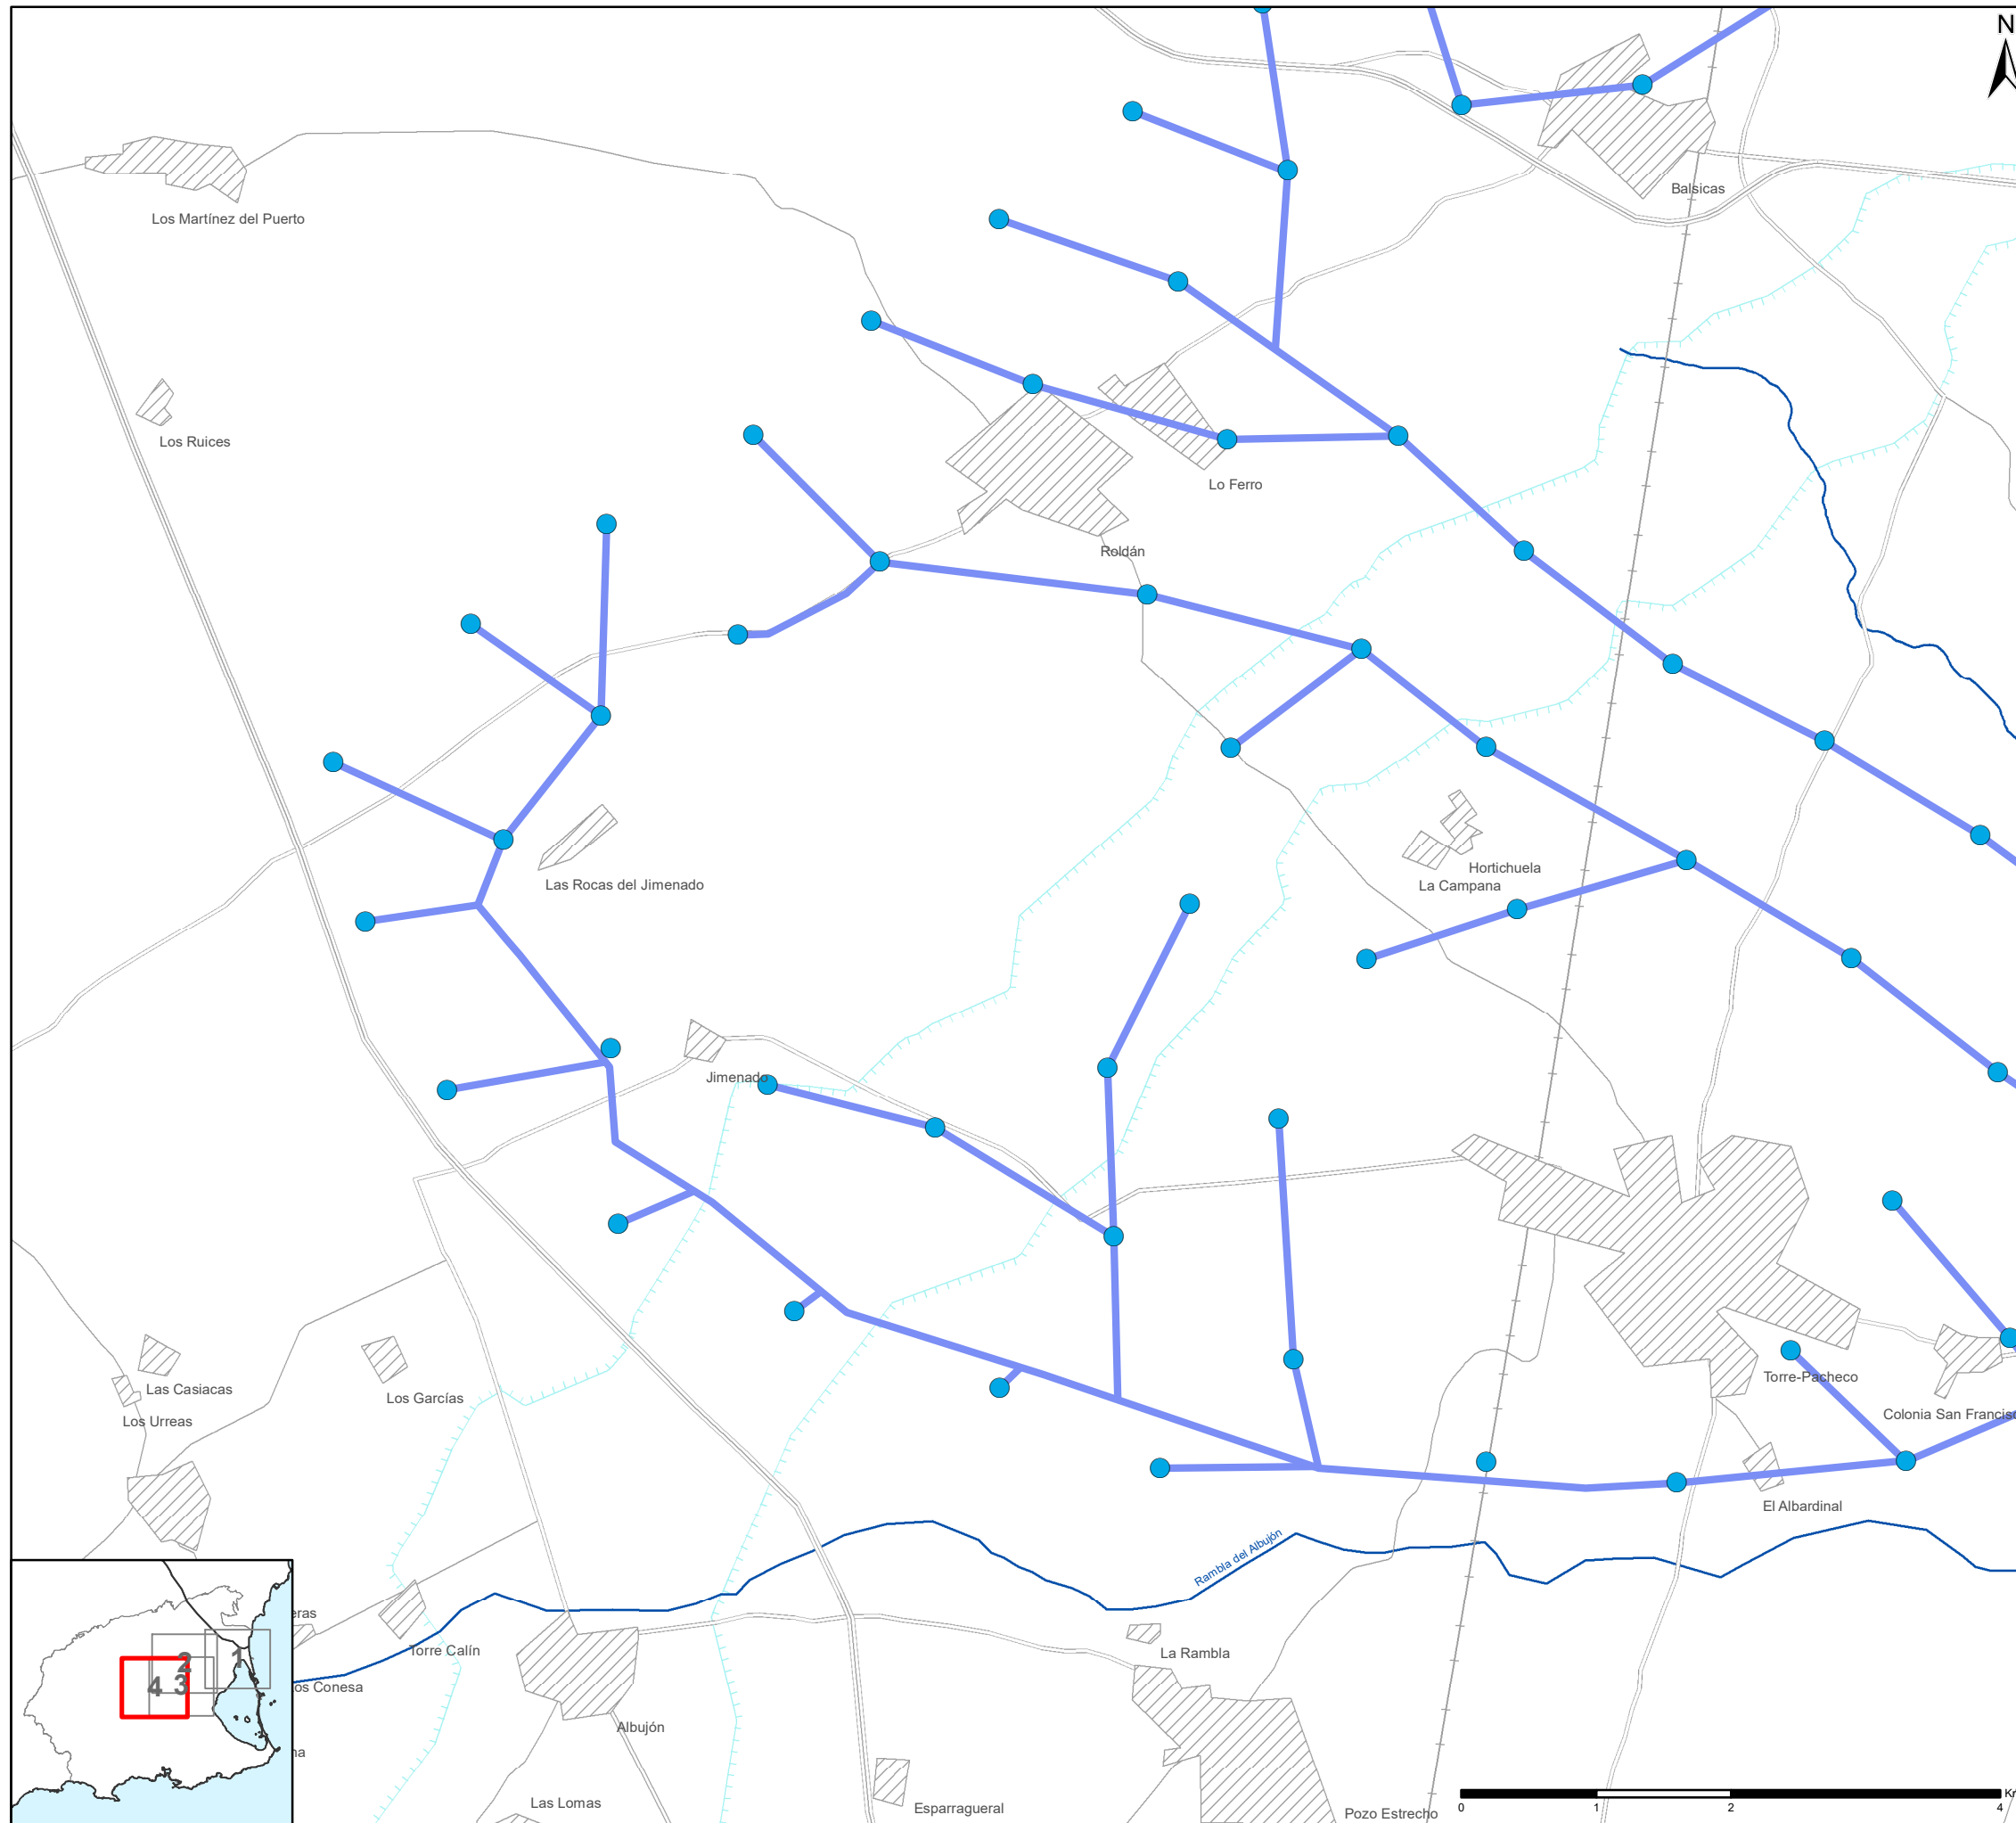 N
Balsicas
Los Martínez del Puerto
Los Ruices
Lo Ferro
Roldán
Hortichuela
La Campana
Las Rocas del Jimenado
Jimenado
Torre-Pacheco
Las Casiacas
Los Garcías
Colonia San Francisc
Los Urreas
El Albardinal
Rambla del Albujón
eras
Torre Calín
La Rambla
os Conesa
Albujón
na
Las Lomas
Esparragueral
Pozo Estrecho
1
2
3
4
0 1 2 4